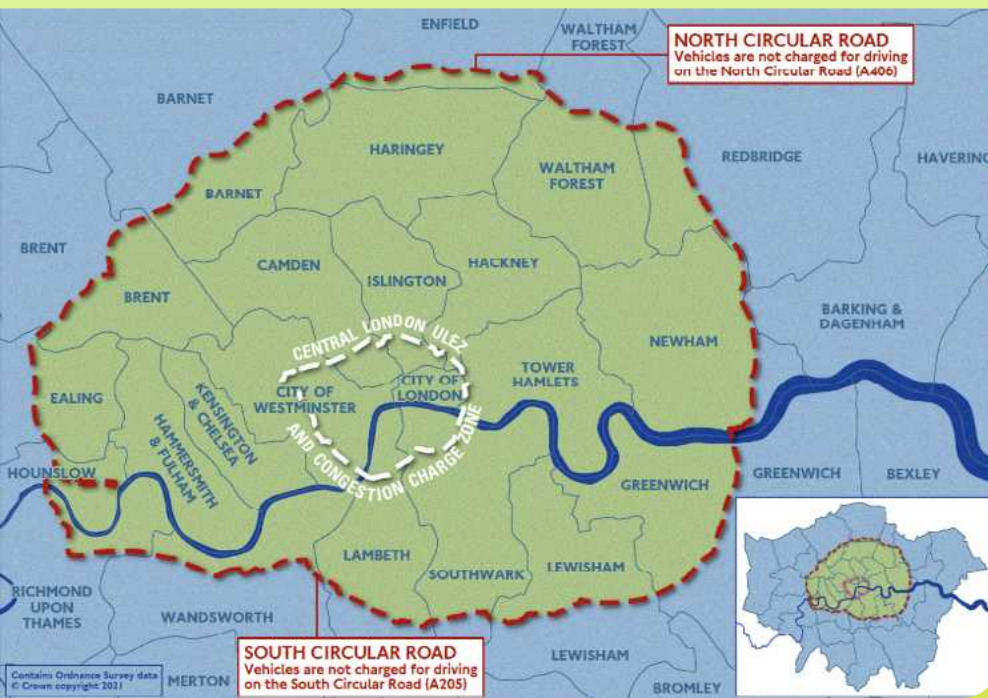 ENFIELD
WALTHAM
FOREST
NORTH CIRCULAR ROAD
Vehicles are not charged for driving
on the North Circular Road (A406)
BARNET
HARINGEY
WALTHAM
FOREST
REDBRIDGE
HAVERING
BARNET
BRENT
CAMDEN
ISLINGTON
HACKNEY
BRENT
BARKING &
DAGENHAM
CENTRAL LONDON ULEZ
AND CONGESTION CHARGE ZONE
NEWHAM
TOWER
HAMLETS
EALING
KENSINGTON
& CHELSEA
CITY OF
WESTMINSTER
CITY OF
LONDON
HAMMERSMITH
& FULHAM
HOUNSLOW
GREENWICH
GREENWICH
BEXLEY
LAMBETH
SOUTHWARK
LEWISHAM
RICHMOND
UPON
THAMES
WANDSWORTH
SOUTH CIRCULAR ROAD
Vehicles are not charged for driving
on the South Circular Road (A205)
LEWISHAM
MERTON
BROMLEY
Contains Ordnance Survey data
© Crown copyright 2021